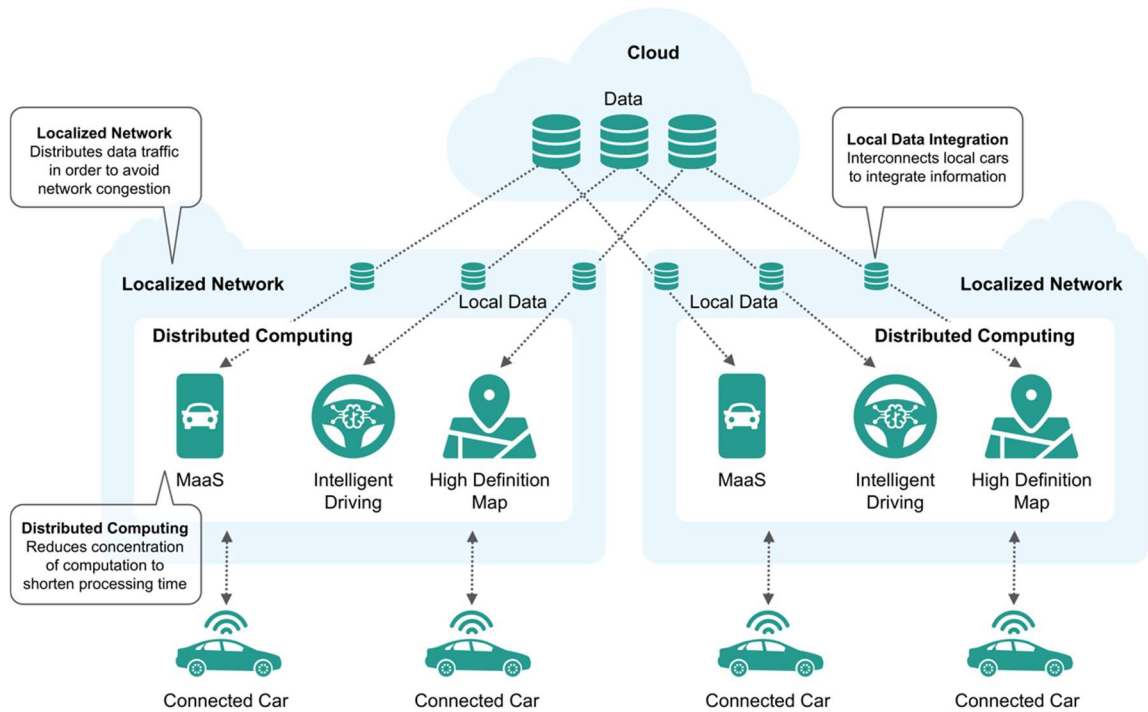 Cloud
Data
Localized Network
Distributes data traffic
in order to avoid
network congestion
Local Data Integration
Interconnects local cars
to integrate information
Localized Network
Local Data
Distributed Computing
MaaS
Intelligent
Driving
High Definition
Map
Localized Network
Local Data
Distributed Computing
MaaS
Intelligent
Driving
High Definition
Map
Distributed Computing
Reduces concentration
of computation to
shorten processing time
Connected Car
Connected Car
Connected Car
Connected Car